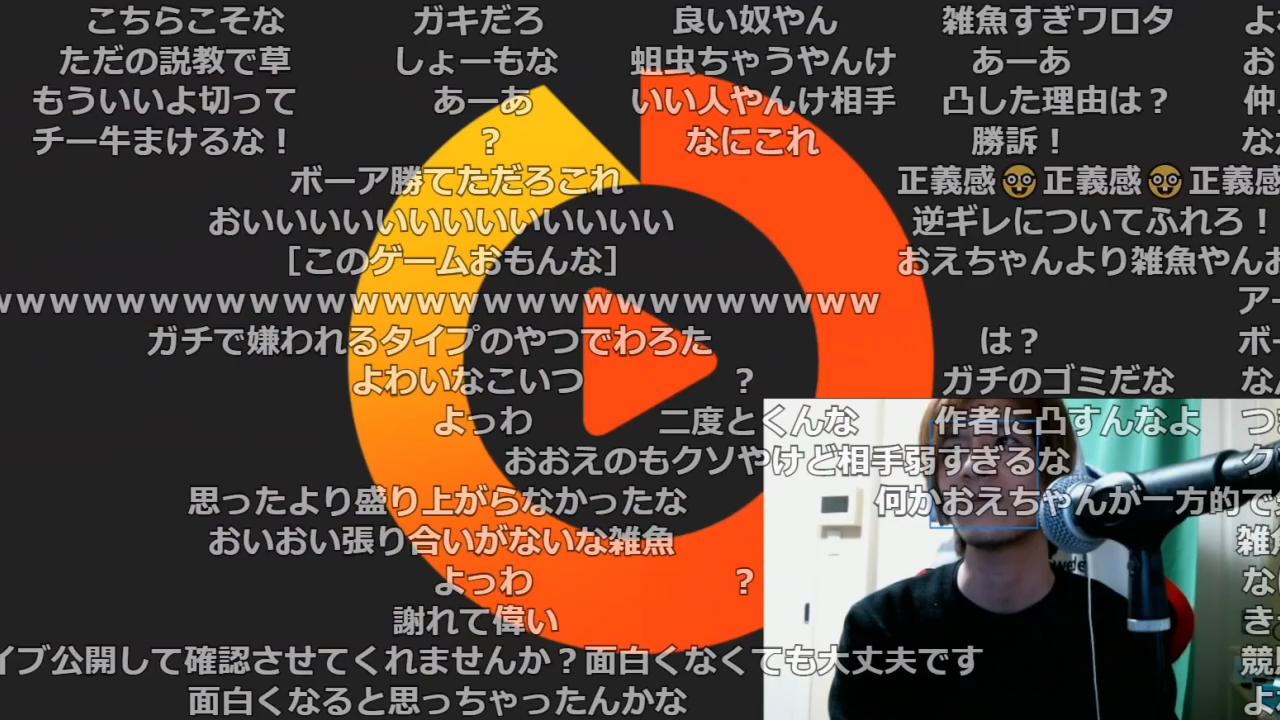 こちらこそな ガキだろ 良い奴やん 雑魚すぎワロタ
ただの説教で草 しょーもな 蛆虫ちゃうやんけ あーあ お
もういいよ切って あーあ いい人やんけ相手 凸した理由は？ 仲
チー牛まけるな！ ？ なにこれ 勝訴！
ボーア勝てただろこれ 正義感🤓正義感🤓正義感
おいいいいいいいいいいいいい 逆ギレについてふれろ！
［このゲームおもんな］ おえちゃんより雑魚やんお
wwwwwwwwwwwwwwwwwwwwwwwwwwwwwwww アー
ガチで嫌われるタイプのやつでわろた は？ ボー
よわいなこいつ ？ ガチのゴミだな
よっわ 二度とくんな 作者に凸すんなよ
おおえのもクソやけど相手弱すぎるな ク
思ったより盛り上がらなかったな 何かおえちゃんが一方的で
おいおい張り合いがないな雑魚 雑魚
よっわ ？
謝れて偉い き
イブ公開して確認させてくれませんか？面白くなくても大丈夫です
面白くなると思っちゃったんかな